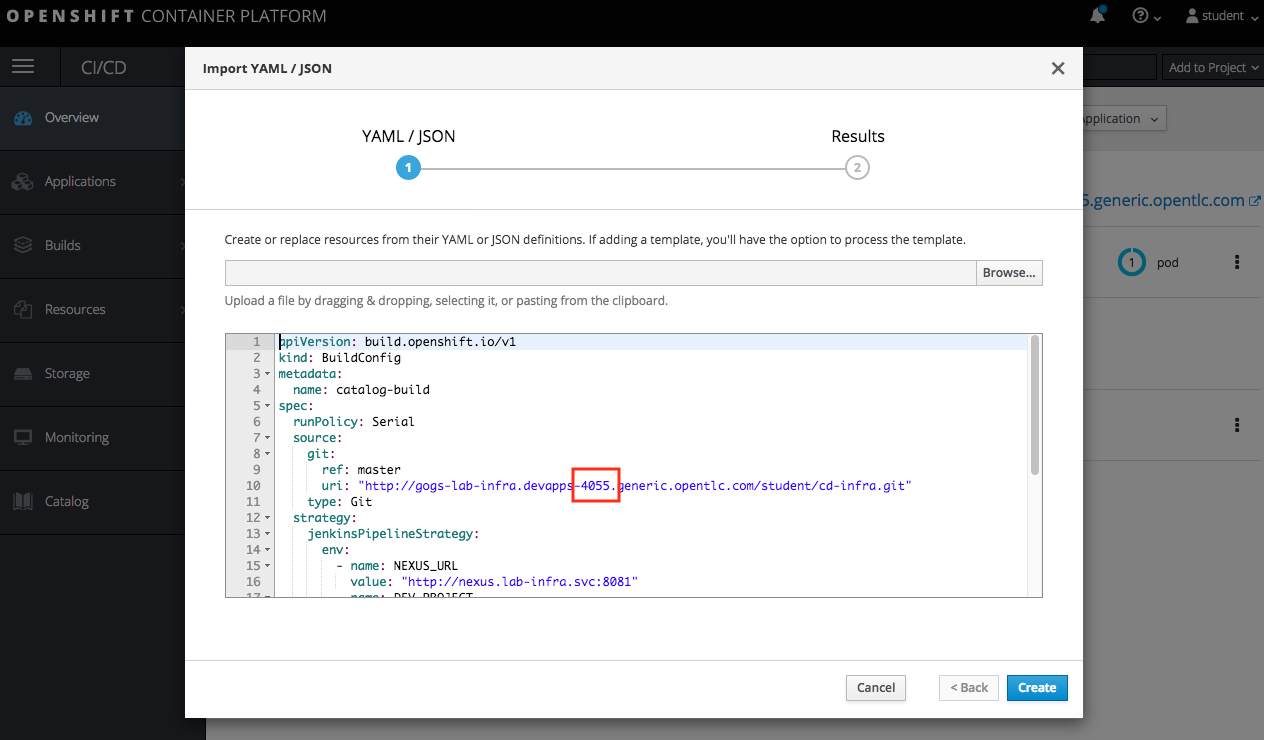 OPENSHIFT CONTAINER PLATFORM
student
CI/CD
Add to Project
Overview
Applications
Builds
Resources
Storage
Monitoring
Catalog
Application
5.generic.opentlc.com
1 pod
Import YAML / JSON
YAML / JSON
Results
1
2
Create or replace resources from their YAML or JSON definitions. If adding a template, you'll have the option to process the template.
Browse...
Upload a file by dragging & dropping, selecting it, or pasting from the clipboard.
1 apiVersion: build.openshift.io/v1
2 kind: BuildConfig
3 metadata:
4 name: catalog-build
5 spec:
6 runPolicy: Serial
7 source:
8 git:
9 ref: master
10 uri: "http://gogs-lab-infra.devapps-4055.generic.opentlc.com/student/cd-infra.git"
11 type: Git
12 strategy:
13 jenkinsPipelineStrategy:
14 env:
15 - name: NEXUS_URL
16 value: "http://nexus.lab-infra.svc:8081"
17 name: DEV_PROJECT
Cancel
< Back
Create